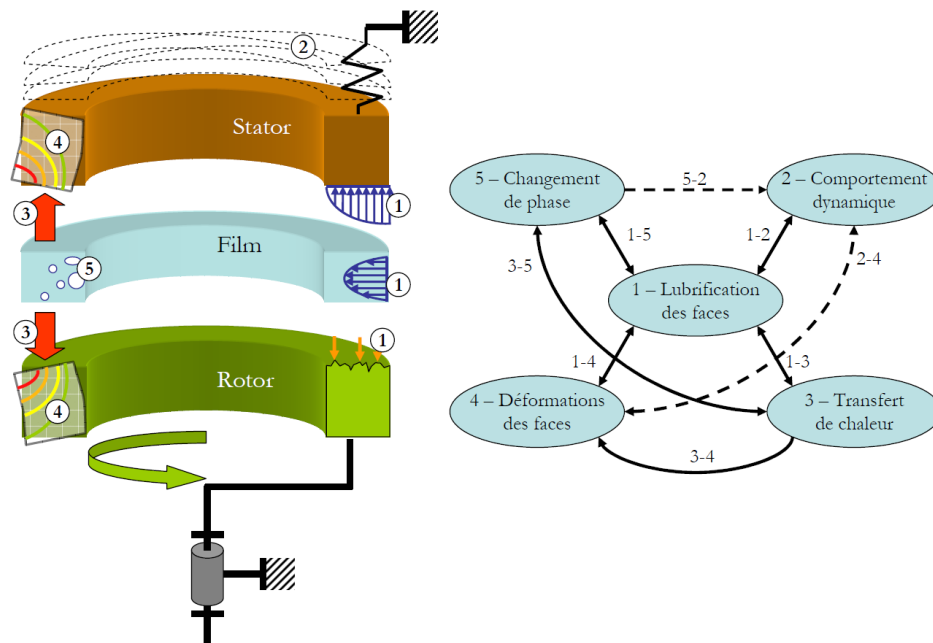 2
Stator
4
3
1
Film
5
1
3
1
Rotor
4
5 – Changement
de phase
5-2
2 – Comportement
dynamique
1-5
1-2
3-5
2-4
1 – Lubrification
des faces
1-4
1-3
4 – Déformations
des faces
3 – Transfert
de chaleur
3-4